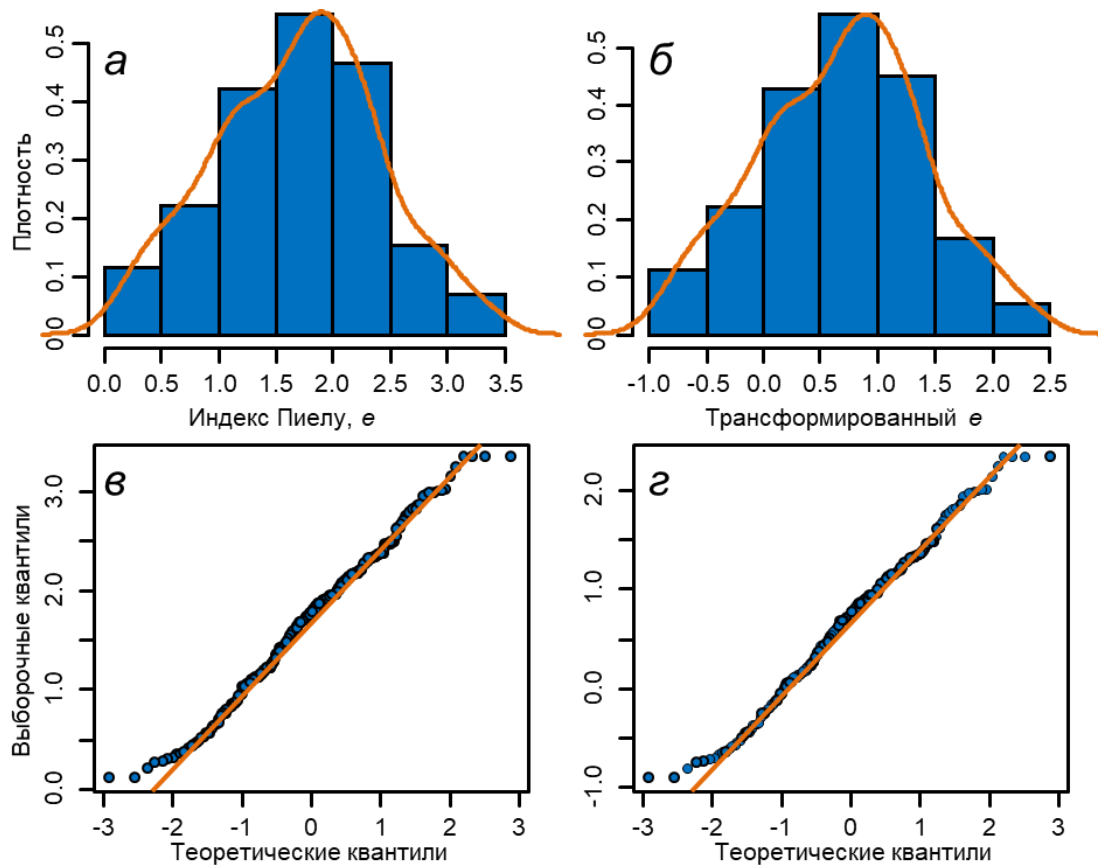 а
Плотность
0.0 0.1 0.2 0.3 0.4 0.5
0.0 0.5 1.0 1.5 2.0 2.5 3.0 3.5
Индекс Пиелу, е
б
0.0 0.1 0.2 0.3 0.4 0.5
-1.0 -0.5 0.0 0.5 1.0 1.5 2.0 2.5
Трансформированный е
в
Выборочные квантили
0.0 1.0 2.0 3.0
-3 -2 -1 0 1 2 3
Теоретические квантили
г
-1.0 0.0 1.0 2.0
-3 -2 -1 0 1 2 3
Теоретические квантили